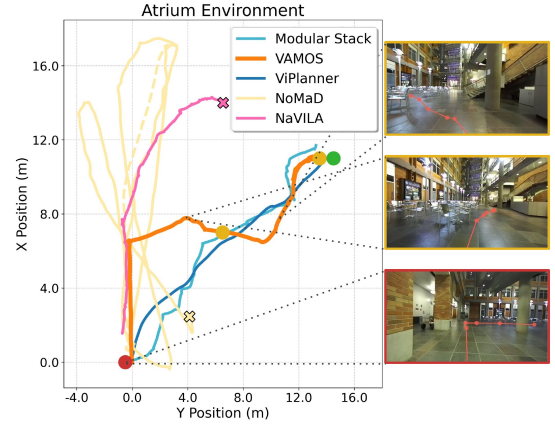 Atrium Environment
Modular Stack
VAMOS
ViPlanner
NoMaD
NaVILA
X Position (m)
16.0
12.0
8.0
4.0
0.0
-4.0 0.0 4.0 8.0 12.0 16.0
Y Position (m)